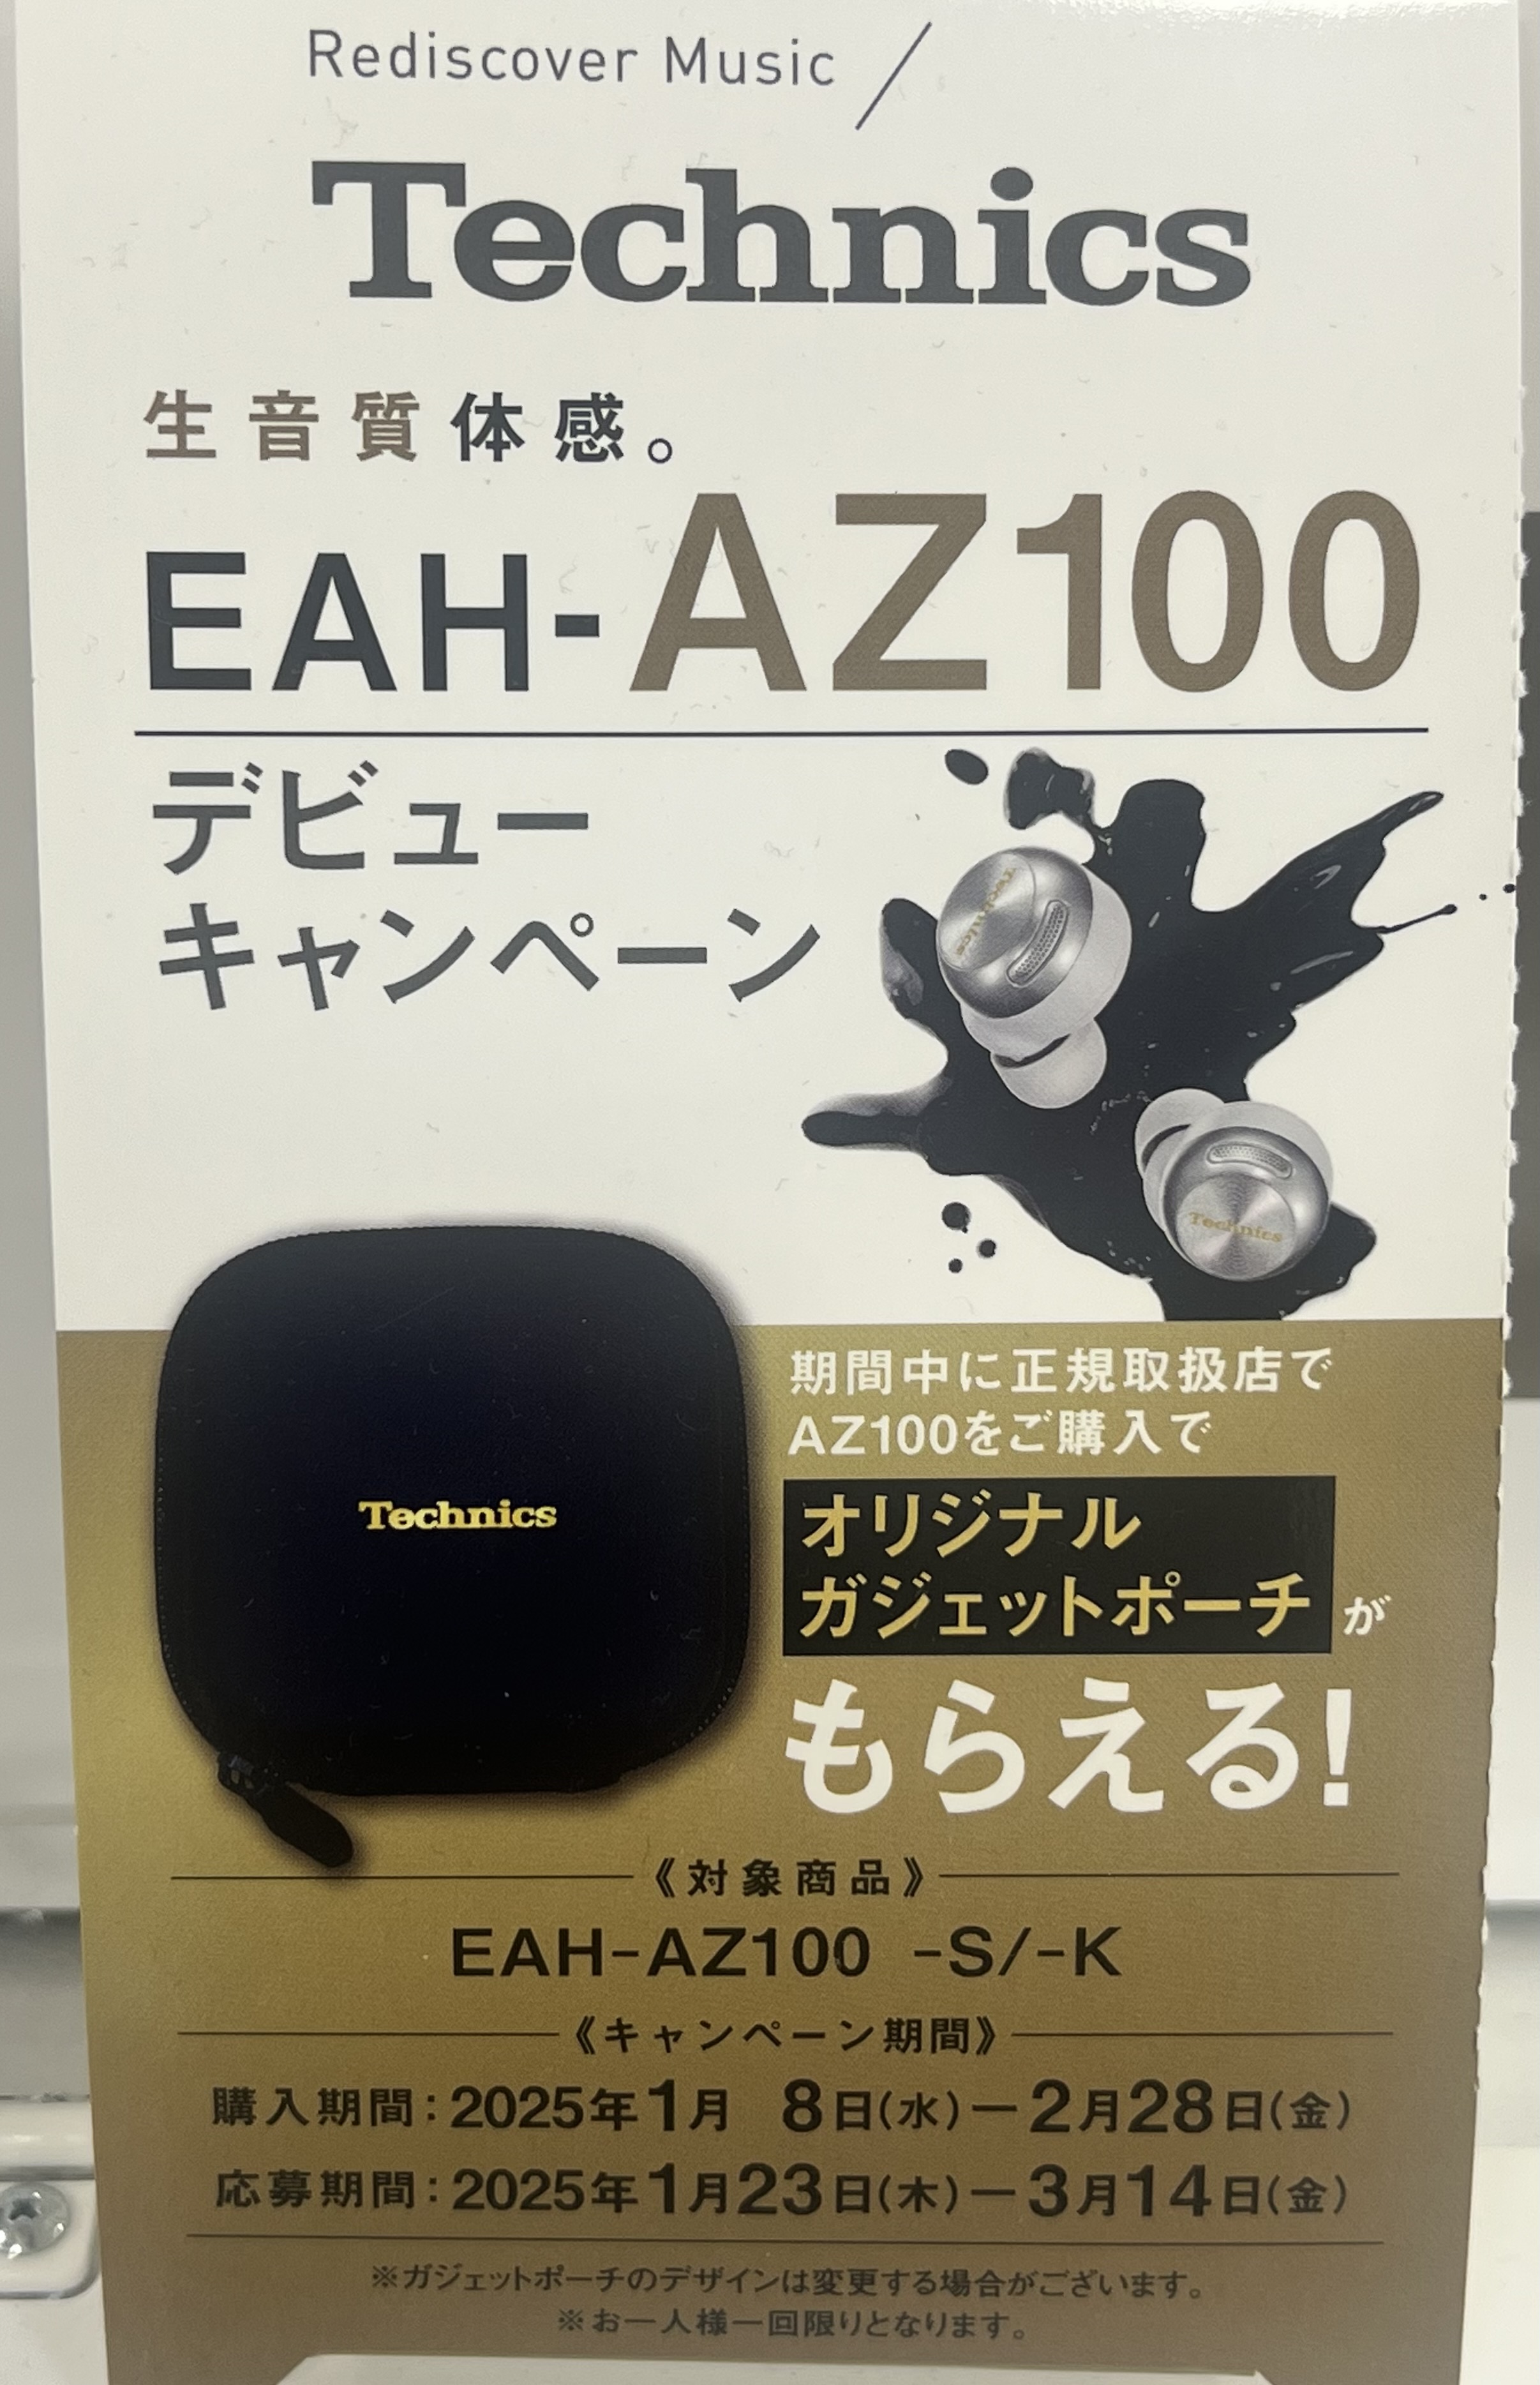 Rediscover Music
Technics
生音質体感。
EAH-AZ100
デビュー
キャンペーン
Technics
Technics
期間中に正規取扱店で
AZ100をご購入で
オリジナル
ガジェットポーチが
もらえる!
Technics
《対象商品》
EAH-AZ100 -S/-K
《キャンペーン期間》
購入期間:2025年1月 8日(水)ー2月28日(金)
応募期間:2025年1月23日(木)ー3月14日(金)
※ガジェットポーチのデザインは変更する場合がございます。
※お一人様一回限りとなります。